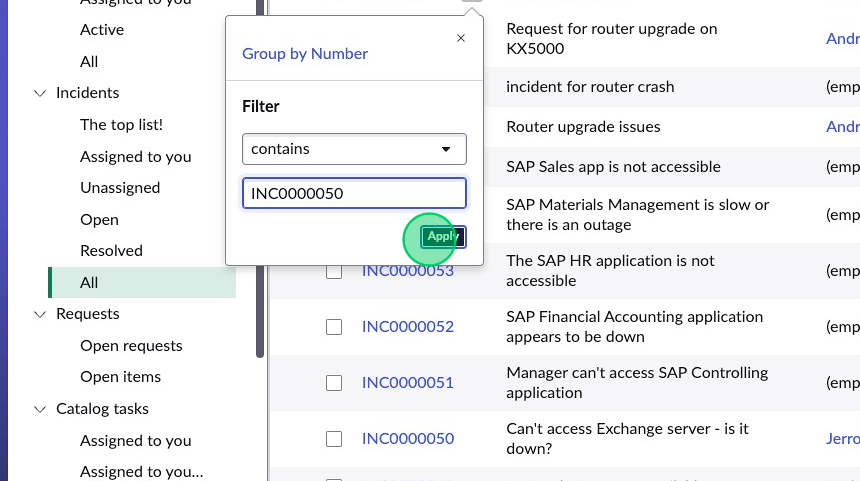 Assigned to you
Active
All
Incidents
The top list!
Assigned to you
Unassigned
Open
Resolved
All
Requests
Open requests
Open items
Catalog tasks
Assigned to you
Assigned to you...
×
Group by Number
Filter
contains
INC0000050
Apply
Request for router upgrade on
KX5000
Andr
incident for router crash
(emp
Router upgrade issues
Andr
SAP Sales app is not accessible
(emp
SAP Materials Management is slow or
there is an outage
(emp
INC0000053
The SAP HR application is not
accessible
(emp
INC0000052
SAP Financial Accounting application
appears to be down
(emp
INC0000051
Manager can't access SAP Controlling
application
(emp
INC0000050
Can't access Exchange server - is it
down?
Jerro